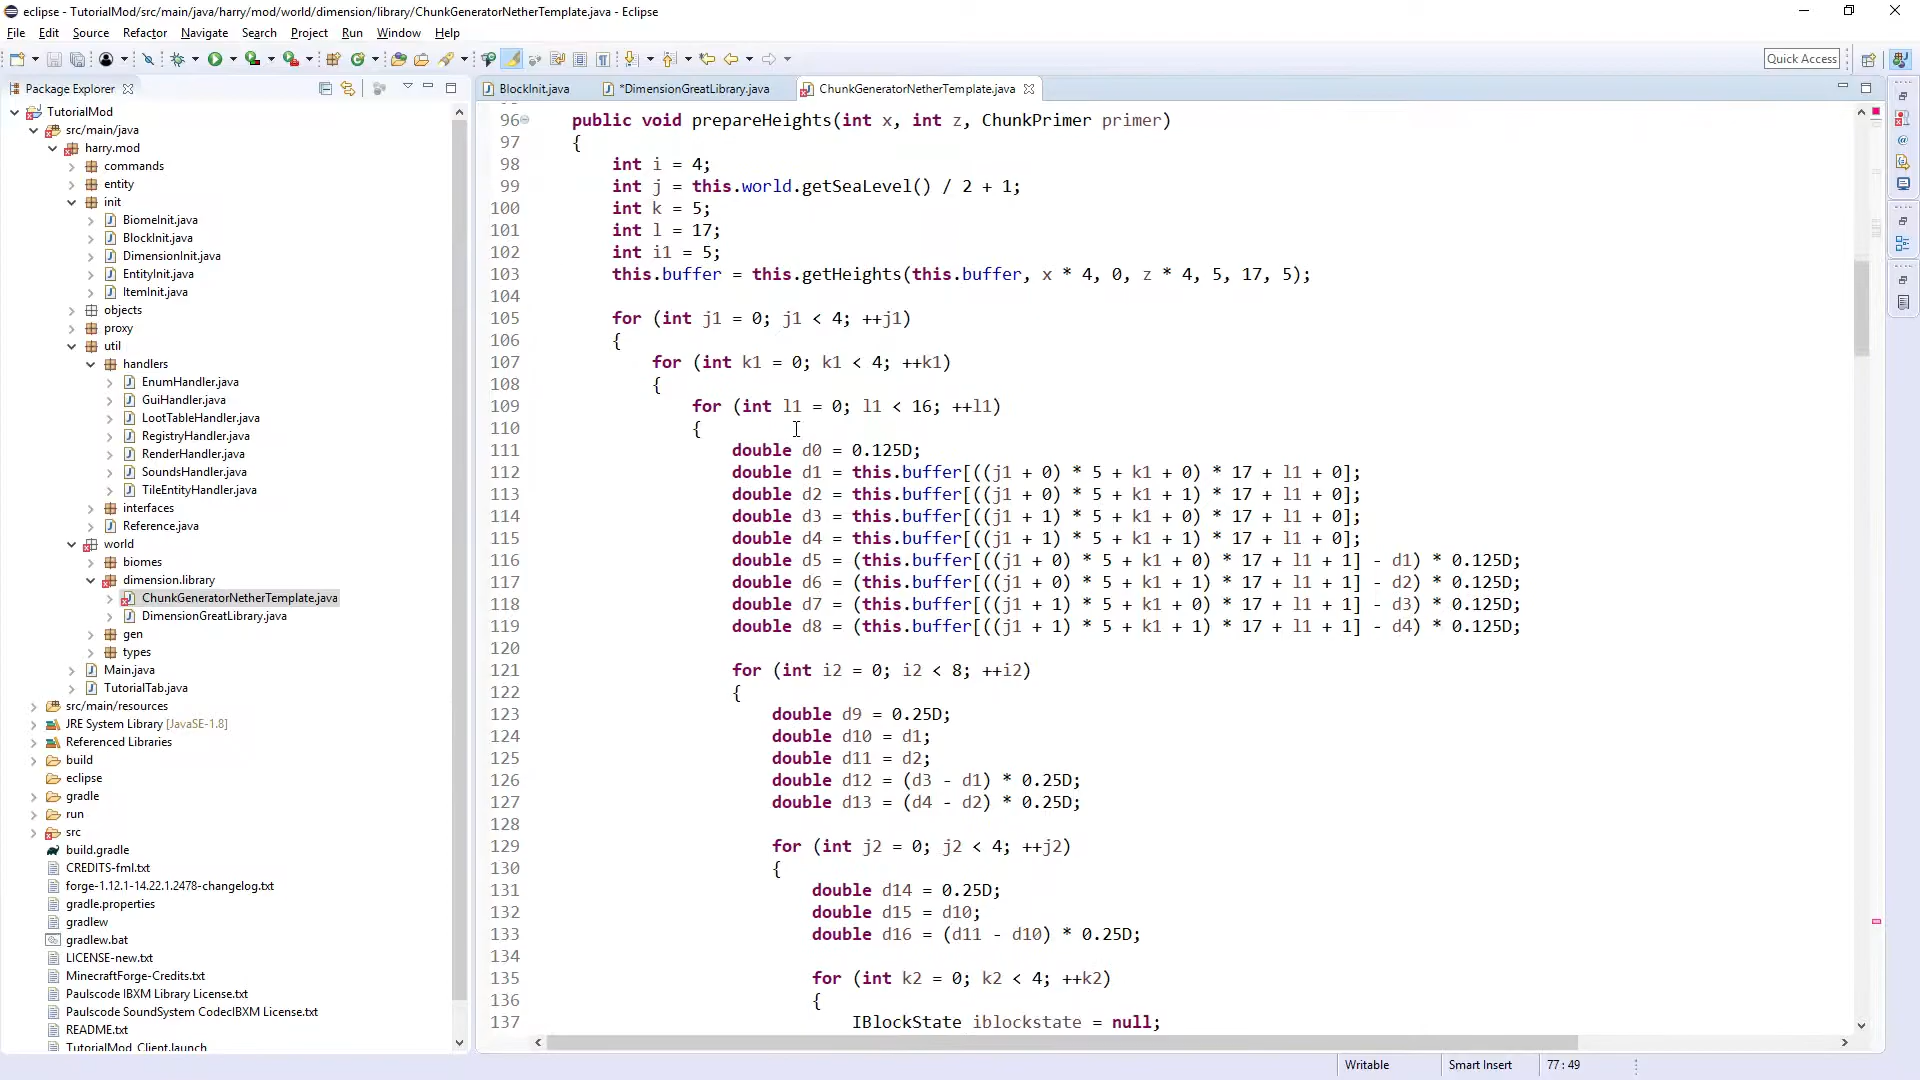 eclipse - TutorialMod/src/main/java/harry/mod/world/dimension/library/ChunkGeneratorNetherTemplate.java - Eclipse
File Edit Source Refactor Navigate Search Project Run Window Help
Quick Access
Package Explorer
TutorialMod
src/main/java
harry.mod
commands
entity
init
BiomeInit.java
BlockInit.java
DimensionInit.java
EntityInit.java
ItemInit.java
objects
proxy
util
handlers
EnumHandler.java
GuiHandler.java
LootTableHandler.java
RegistryHandler.java
RenderHandler.java
SoundsHandler.java
TileEntityHandler.java
interfaces
Reference.java
world
biomes
dimension.library
ChunkGeneratorNetherTemplate.java
DimensionGreatLibrary.java
gen
types
Main.java
TutorialTab.java
src/main/resources
JRE System Library [JavaSE-1.8]
Referenced Libraries
build
eclipse
gradle
run
src
build.gradle
CREDITS-fml.txt
forge-1.12.1-14.22.1.2478-changelog.txt
gradle.properties
gradlew
gradlew.bat
LICENSE-new.txt
MinecraftForge-Credits.txt
Paulscode IBXM Library License.txt
Paulscode SoundSystem CodecIBXM License.txt
README.txt
TutorialMod_Client.launch
BlockInit.java *DimensionGreatLibrary.java ChunkGeneratorNetherTemplate.java
96 public void prepareHeights(int x, int z, ChunkPrimer primer)
97 {
98 int i = 4;
99 int j = this.world.getSeaLevel() / 2 + 1;
100 int k = 5;
101 int l = 17;
102 int i1 = 5;
103 this.buffer = this.getHeights(this.buffer, x * 4, 0, z * 4, 5, 17, 5);
104
105 for (int j1 = 0; j1 < 4; ++j1)
106 {
107 for (int k1 = 0; k1 < 4; ++k1)
108 {
109 for (int l1 = 0; l1 < 16; ++l1)
110 {
111 double d0 = 0.125D;
112 double d1 = this.buffer[((j1 + 0) * 5 + k1 + 0) * 17 + l1 + 0];
113 double d2 = this.buffer[((j1 + 0) * 5 + k1 + 1) * 17 + l1 + 0];
114 double d3 = this.buffer[((j1 + 1) * 5 + k1 + 0) * 17 + l1 + 0];
115 double d4 = this.buffer[((j1 + 1) * 5 + k1 + 1) * 17 + l1 + 0];
116 double d5 = (this.buffer[((j1 + 0) * 5 + k1 + 0) * 17 + l1 + 1] - d1) * 0.125D;
117 double d6 = (this.buffer[((j1 + 0) * 5 + k1 + 1) * 17 + l1 + 1] - d2) * 0.125D;
118 double d7 = (this.buffer[((j1 + 1) * 5 + k1 + 0) * 17 + l1 + 1] - d3) * 0.125D;
119 double d8 = (this.buffer[((j1 + 1) * 5 + k1 + 1) * 17 + l1 + 1] - d4) * 0.125D;
120
121 for (int i2 = 0; i2 < 8; ++i2)
122 {
123 double d9 = 0.25D;
124 double d10 = d1;
125 double d11 = d2;
126 double d12 = (d3 - d1) * 0.25D;
127 double d13 = (d4 - d2) * 0.25D;
128
129 for (int j2 = 0; j2 < 4; ++j2)
130 {
131 double d14 = 0.25D;
132 double d15 = d10;
133 double d16 = (d11 - d10) * 0.25D;
134
135 for (int k2 = 0; k2 < 4; ++k2)
136 {
137 IBlockState iblockstate = null;
Writable Smart Insert 77 : 49